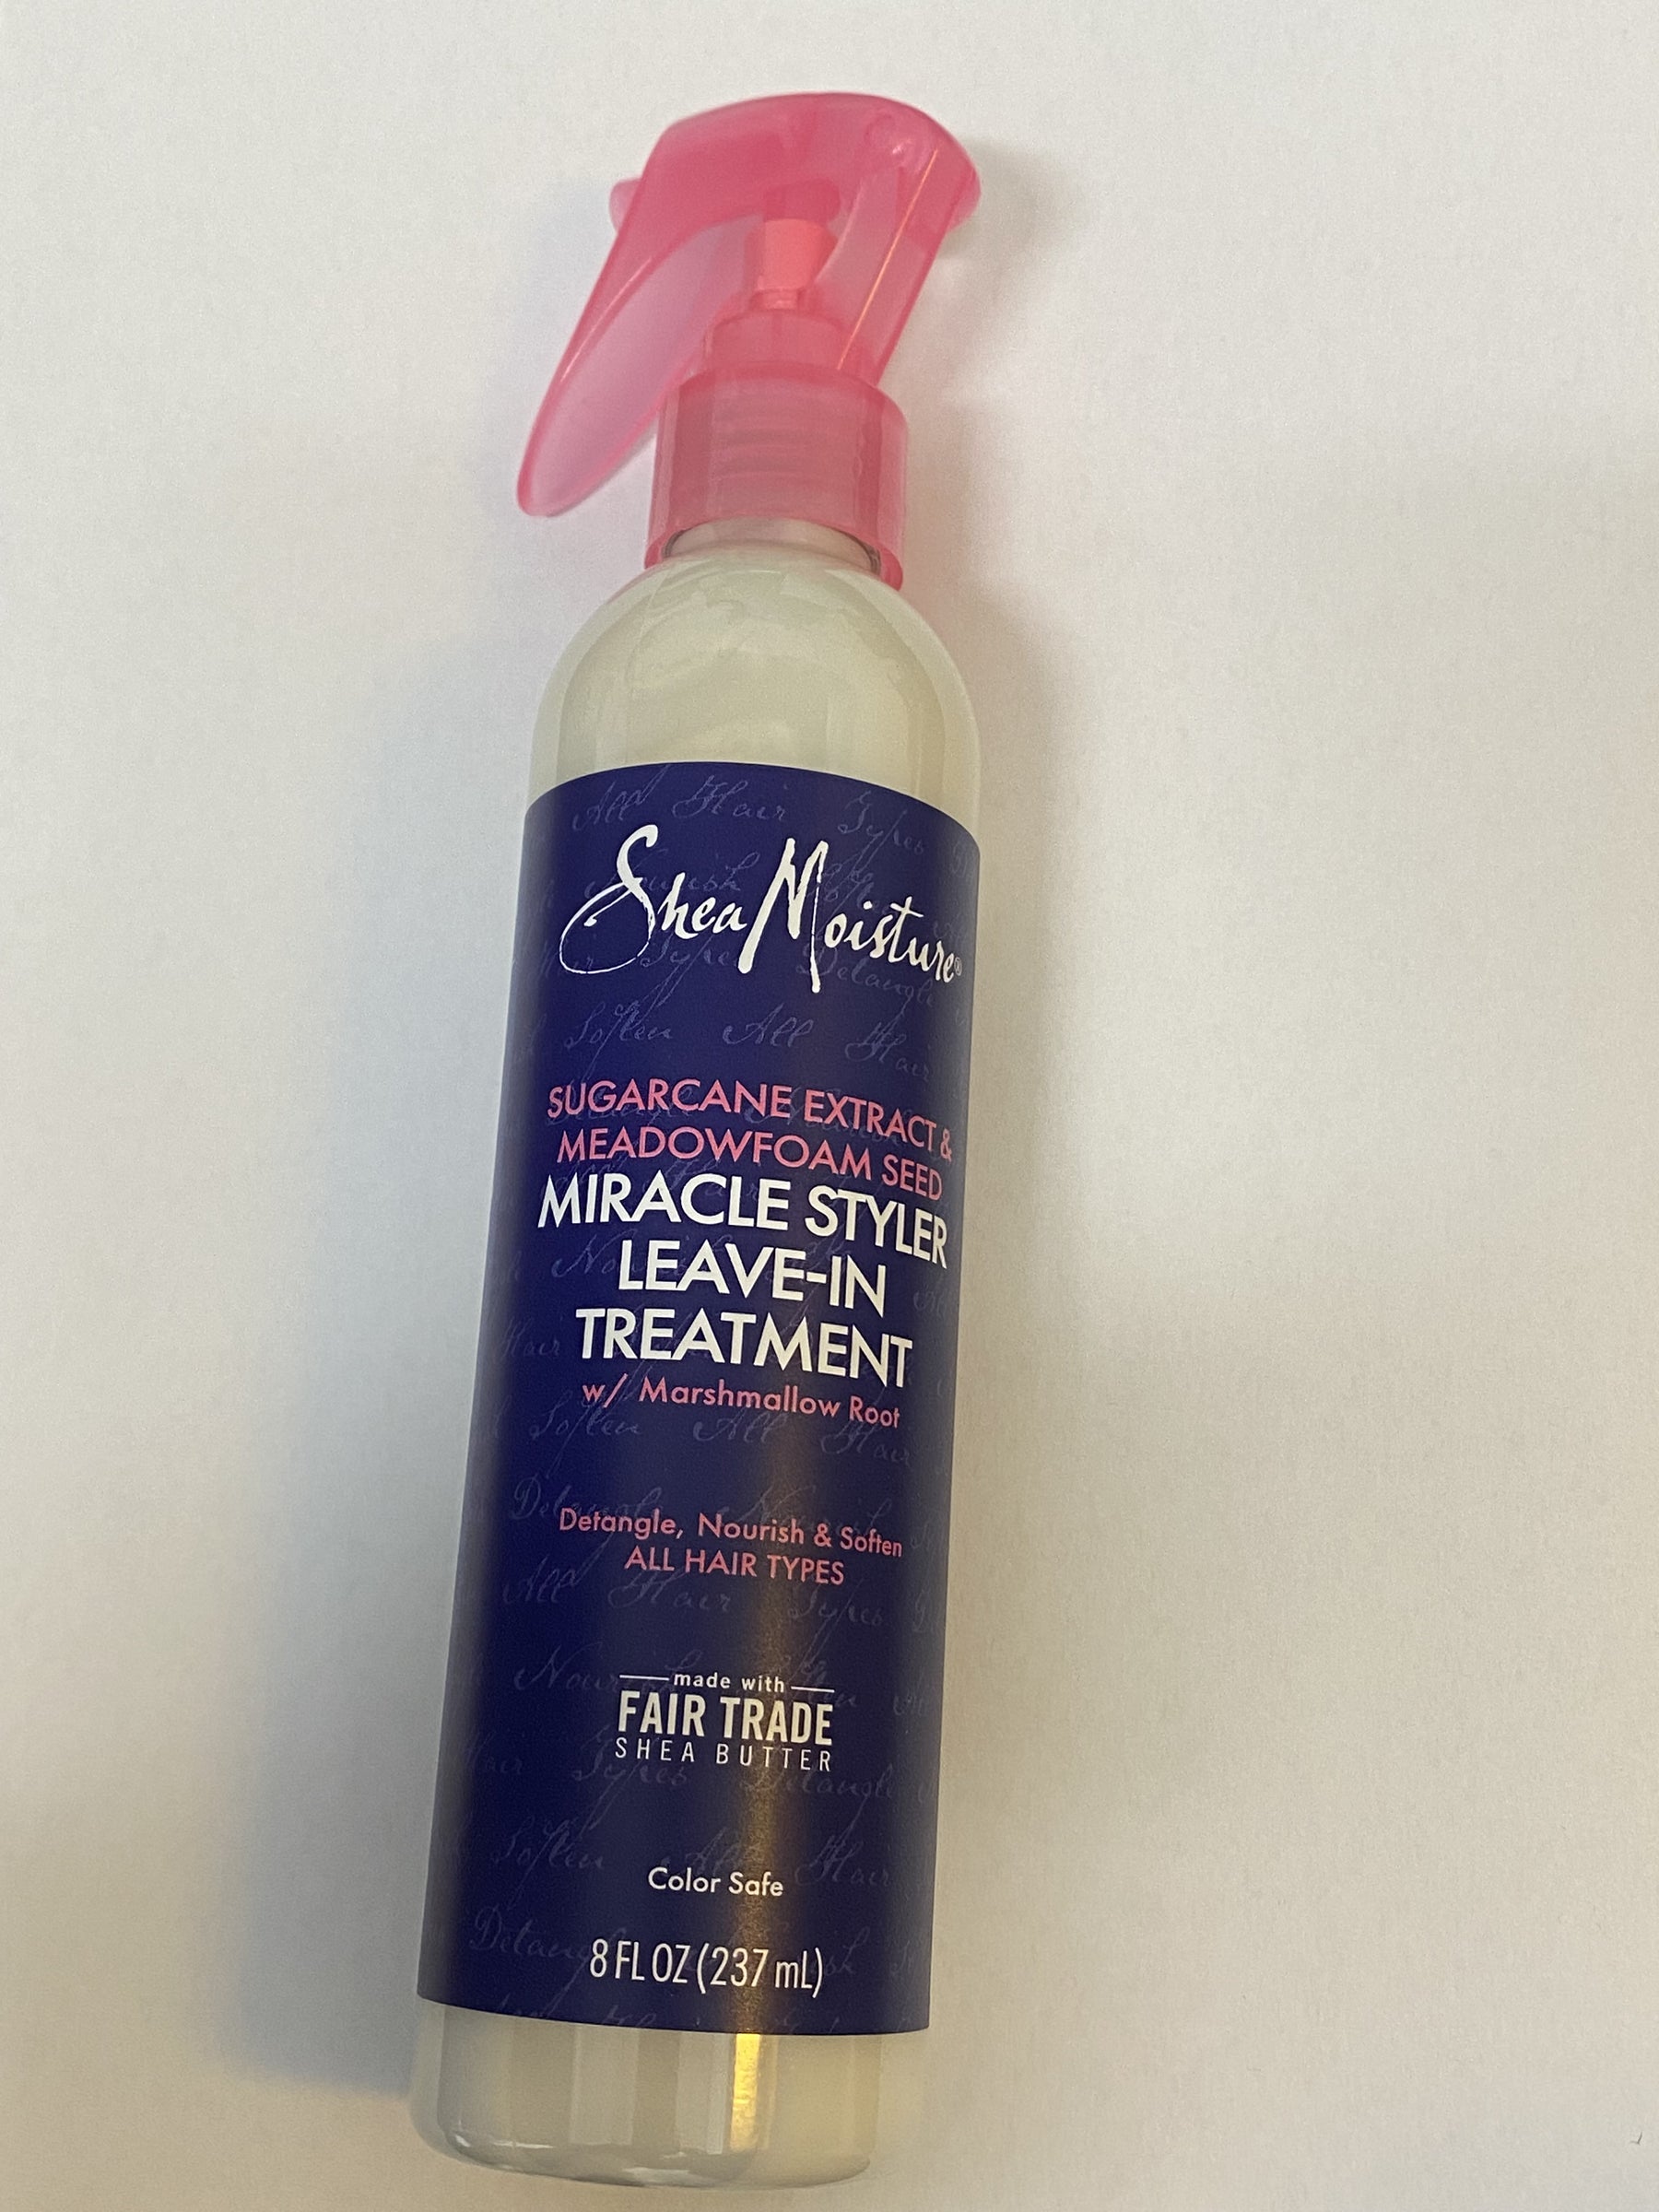 SheaMoisture®
SUGARCANE EXTRACT &
MEADOWFOAM SEED
MIRACLE STYLER
LEAVE-IN
TREATMENT
w/ Marshmallow Root
Detangle, Nourish & Soften
ALL HAIR TYPES
made with
FAIR TRADE
SHEA BUTTER
Color Safe
8 FL OZ (237 mL)